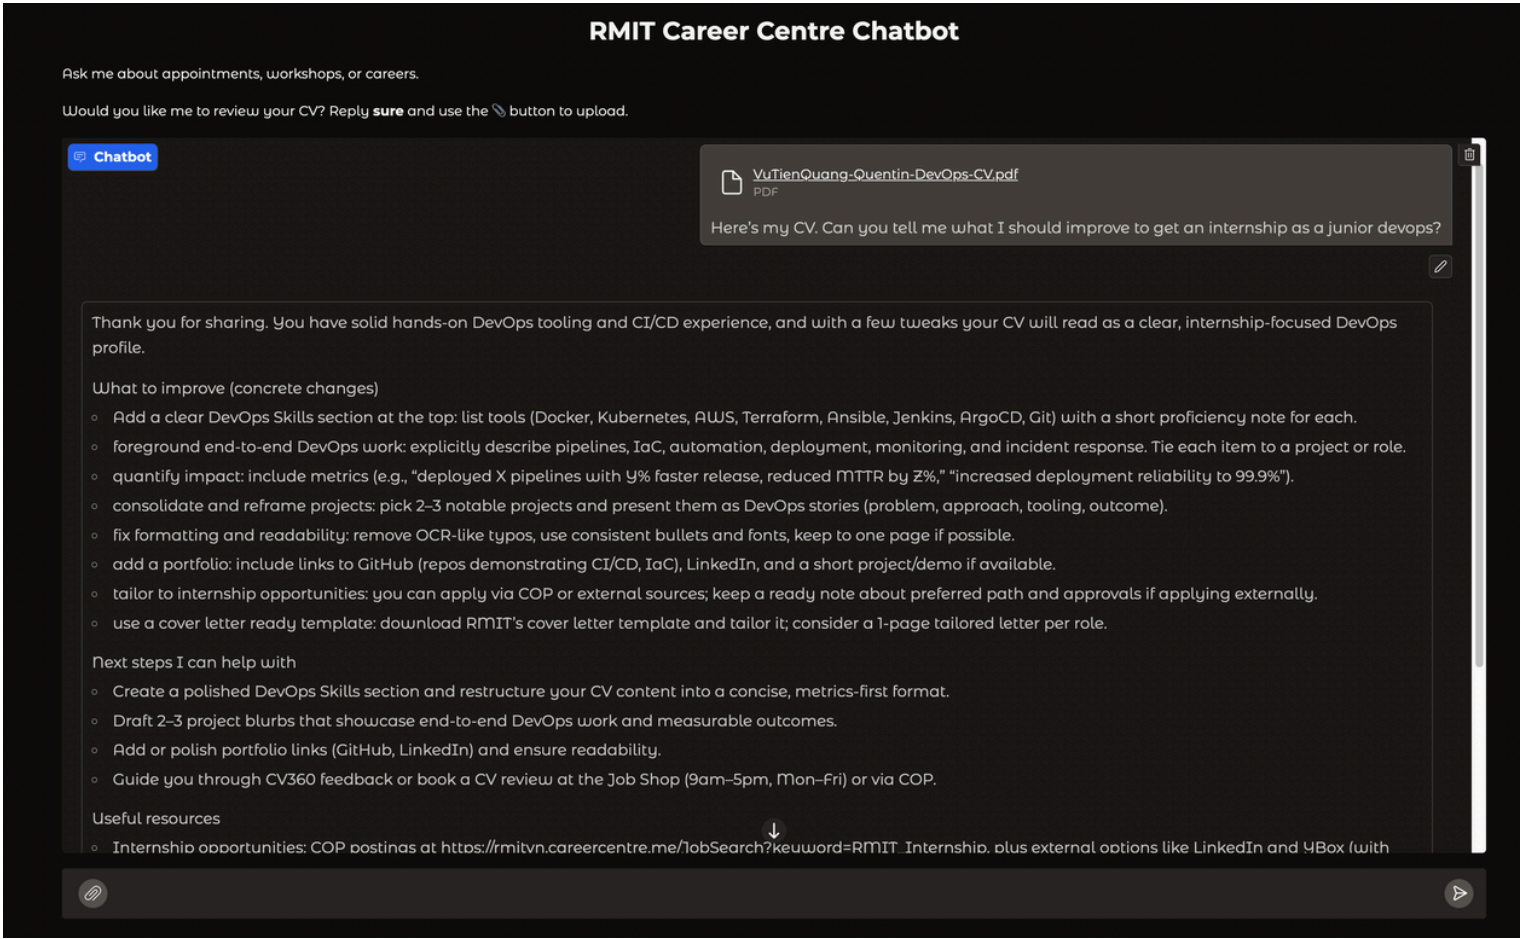 RMIT Career Centre Chatbot
Ask me about appointments, workshops, or careers.
Would you like me to review your CV? Reply sure and use the 📎 button to upload.
Chatbot
VuTienQuang-Quentin-DevOps-CV.pdf
PDF
Here's my CV. Can you tell me what I should improve to get an internship as a junior devops?
Thank you for sharing. You have solid hands-on DevOps tooling and CI/CD experience, and with a few tweaks your CV will read as a clear, internship-focused DevOps
profile.
What to improve (concrete changes)
Add a clear DevOps Skills section at the top: list tools (Docker, Kubernetes, AWS, Terraform, Ansible, Jenkins, ArgoCD, Git) with a short proficiency note for each.
foreground end-to-end DevOps work: explicitly describe pipelines, IaC, automation, deployment, monitoring, and incident response. Tie each item to a project or role.
quantify impact: include metrics (e.g., “deployed X pipelines with Y% faster release, reduced MTTR by Z%,” “increased deployment reliability to 99.9%”).
consolidate and reframe projects: pick 2–3 notable projects and present them as DevOps stories (problem, approach, tooling, outcome).
fix formatting and readability: remove OCR-like typos, use consistent bullets and fonts, keep to one page if possible.
add a portfolio: include links to GitHub (repos demonstrating CI/CD, IaC), LinkedIn, and a short project/demo if available.
tailor to internship opportunities: you can apply via COP or external sources; keep a ready note about preferred path and approvals if applying externally.
use a cover letter ready template: download RMIT's cover letter template and tailor it; consider a 1-page tailored letter per role.
Next steps I can help with
Create a polished DevOps Skills section and restructure your CV content into a concise, metrics-first format.
Draft 2–3 project blurbs that showcase end-to-end DevOps work and measurable outcomes.
Add or polish portfolio links (GitHub, LinkedIn) and ensure readability.
Guide you through CV360 feedback or book a CV review at the Job Shop (9am–5pm, Mon–Fri) or via COP.
Useful resources
Internship opportunities: COP postings at https://rmitvn.careercentre.me/JobSearch?keyword=RMIT_Internship, plus external options like LinkedIn and YBox (with